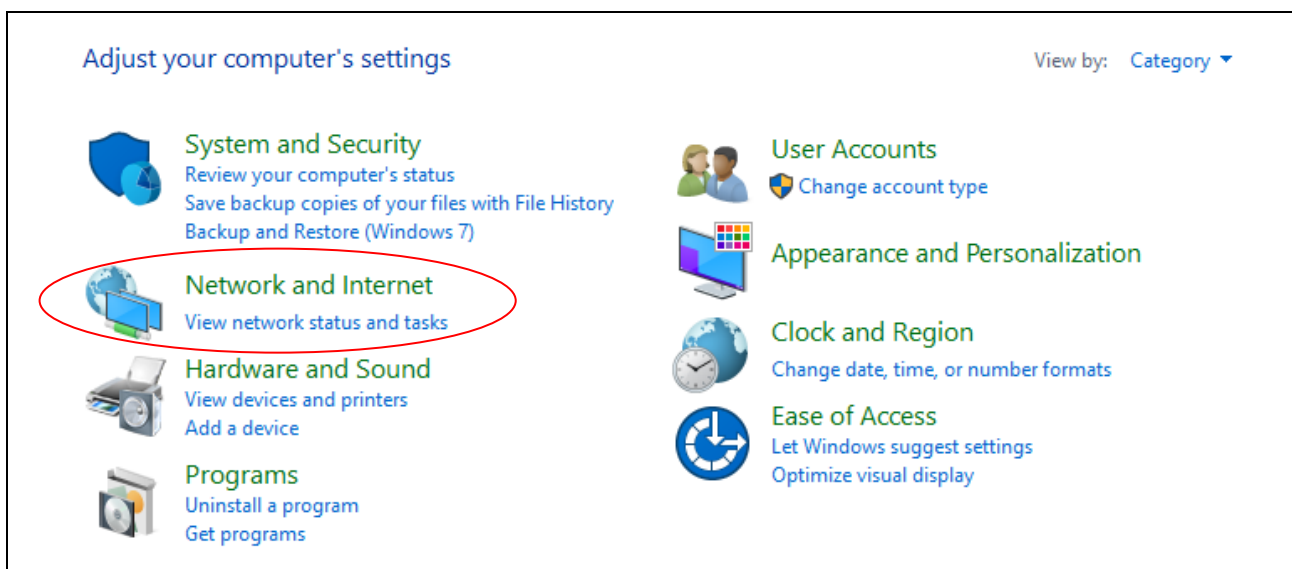 Adjust your computer's settings
View by: Category
System and Security
Review your computer's status
Save backup copies of your files with File History
Backup and Restore (Windows 7)
Network and Internet
View network status and tasks
Hardware and Sound
View devices and printers
Add a device
Programs
Uninstall a program
Get programs
User Accounts
Change account type
Appearance and Personalization
Clock and Region
Change date, time, or number formats
Ease of Access
Let Windows suggest settings
Optimize visual display